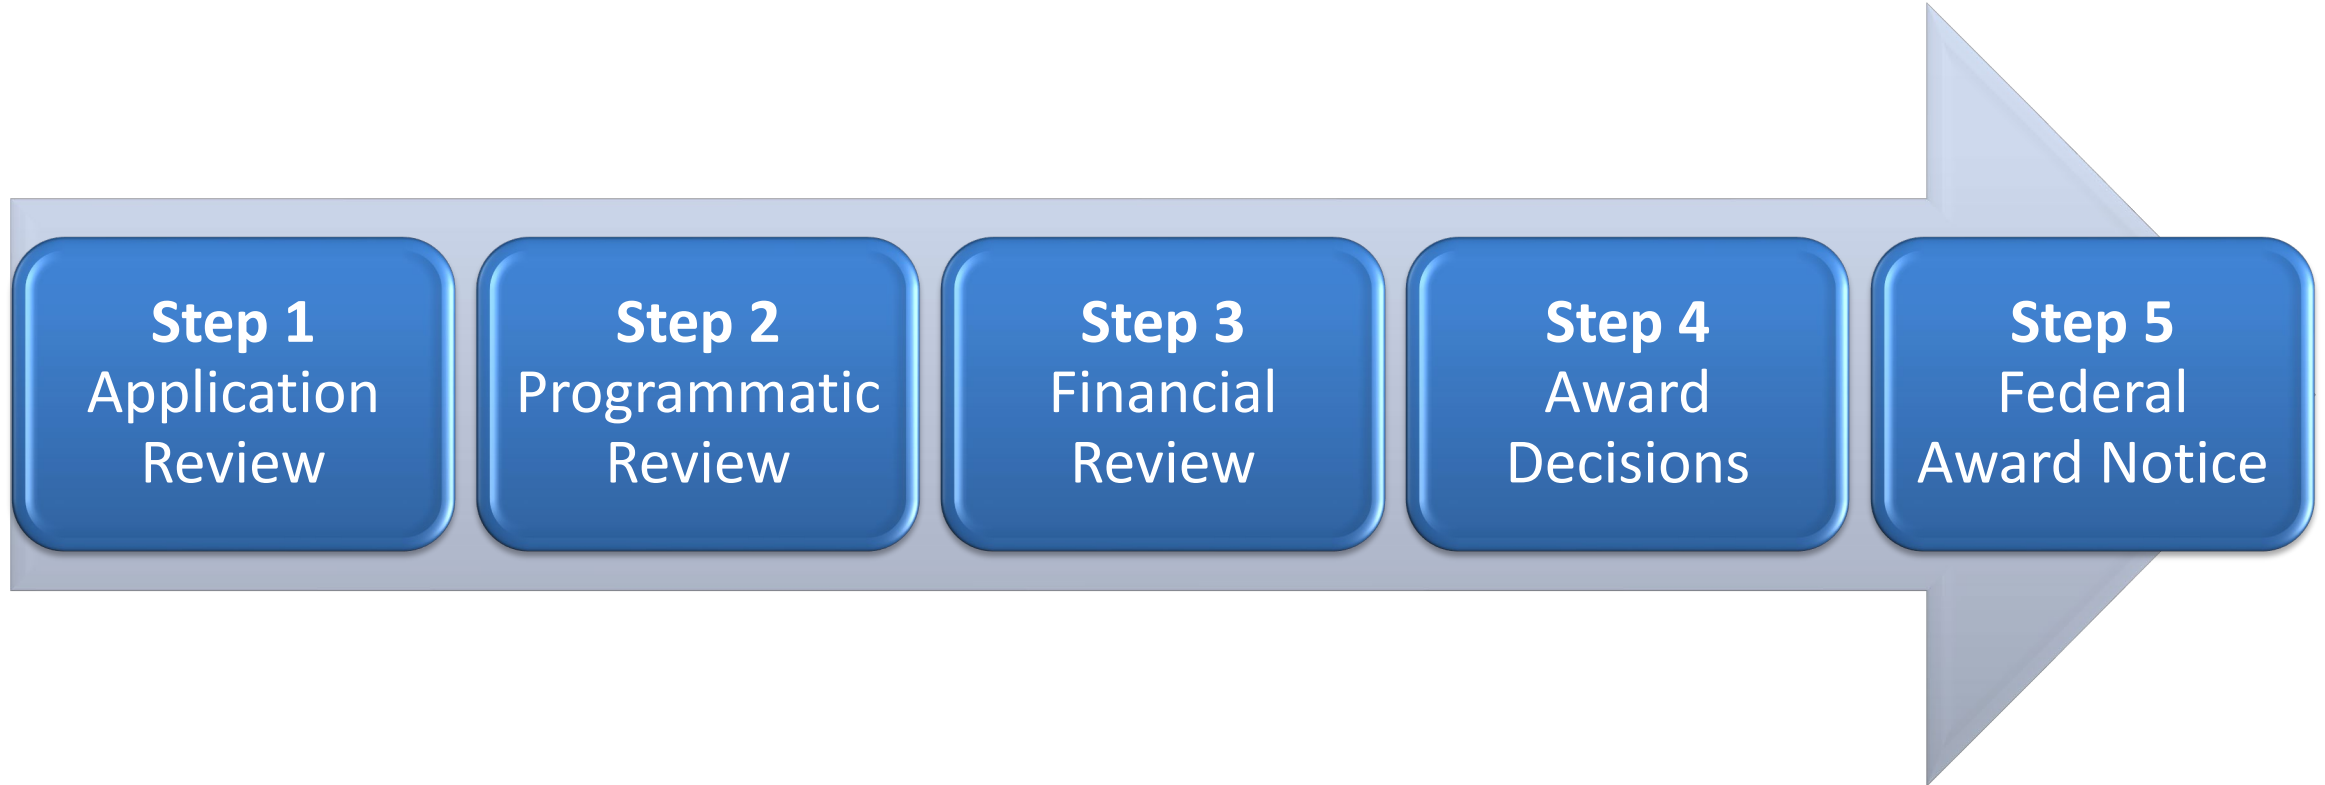 Step 1
Application
Review
Step 2
Programmatic
Review
Step 3
Financial
Review
Step 4
Award
Decisions
Step 5
Federal
Award Notice